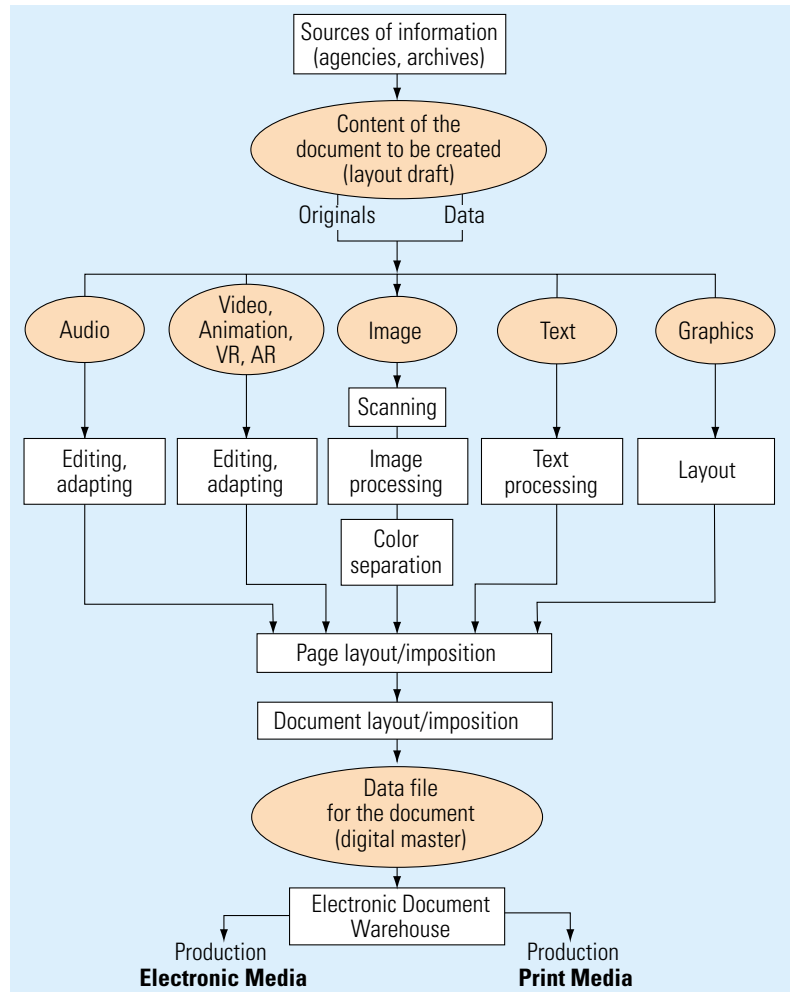 Sources of information
(agencies, archives)
Content of the
document to be created
(layout draft)
Originals
Data
Audio
Video,
Animation,
VR, AR
Image
Text
Graphics
Scanning
Editing,
adapting
Editing,
adapting
Image
processing
Text
processing
Layout
Color
separation
Page layout/imposition
Document layout/imposition
Data file
for the document
(digital master)
Electronic Document
Warehouse
Production
Electronic Media
Production
Print Media